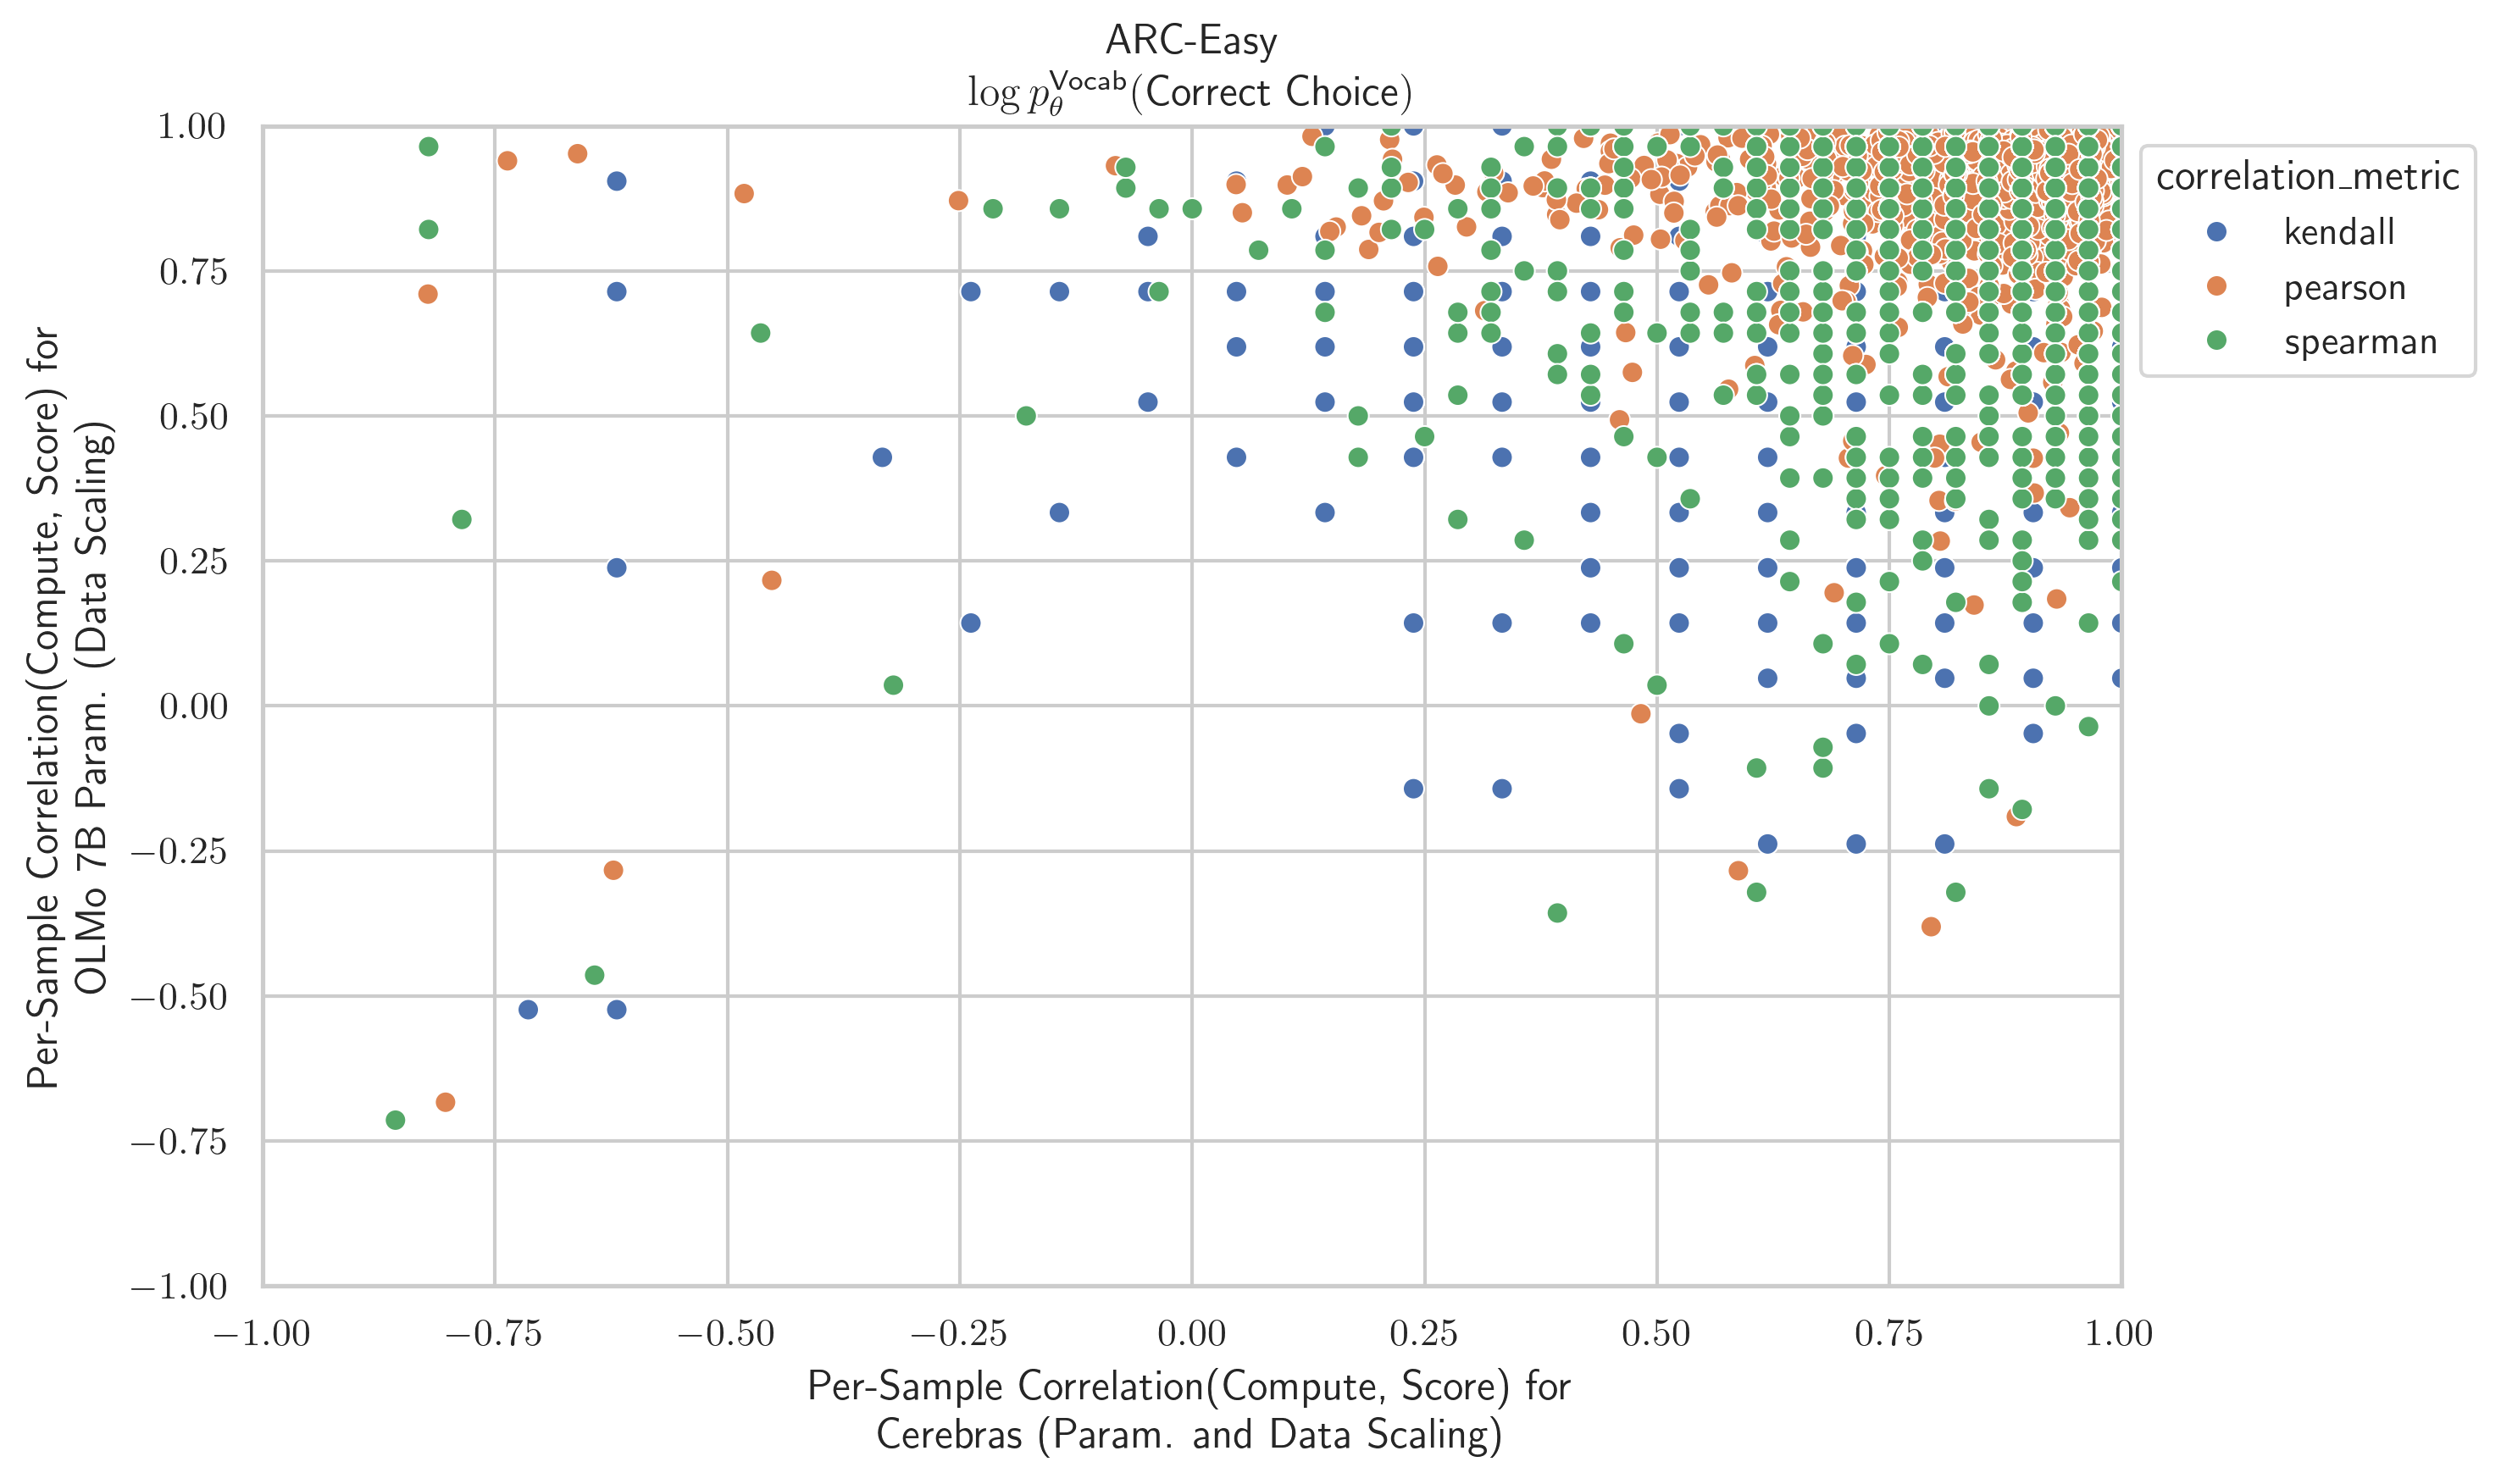 ARC-Easy
log p_θ^Vocab(Correct Choice)
1.00
0.75
0.50
0.25
0.00
−0.25
−0.50
−0.75
−1.00
Per-Sample Correlation(Compute, Score) for
OLMo 7B Param. (Data Scaling)
−1.00 −0.75 −0.50 −0.25 0.00 0.25 0.50 0.75 1.00
Per-Sample Correlation(Compute, Score) for
Cerebras (Param. and Data Scaling)
correlation_metric
kendall
pearson
spearman